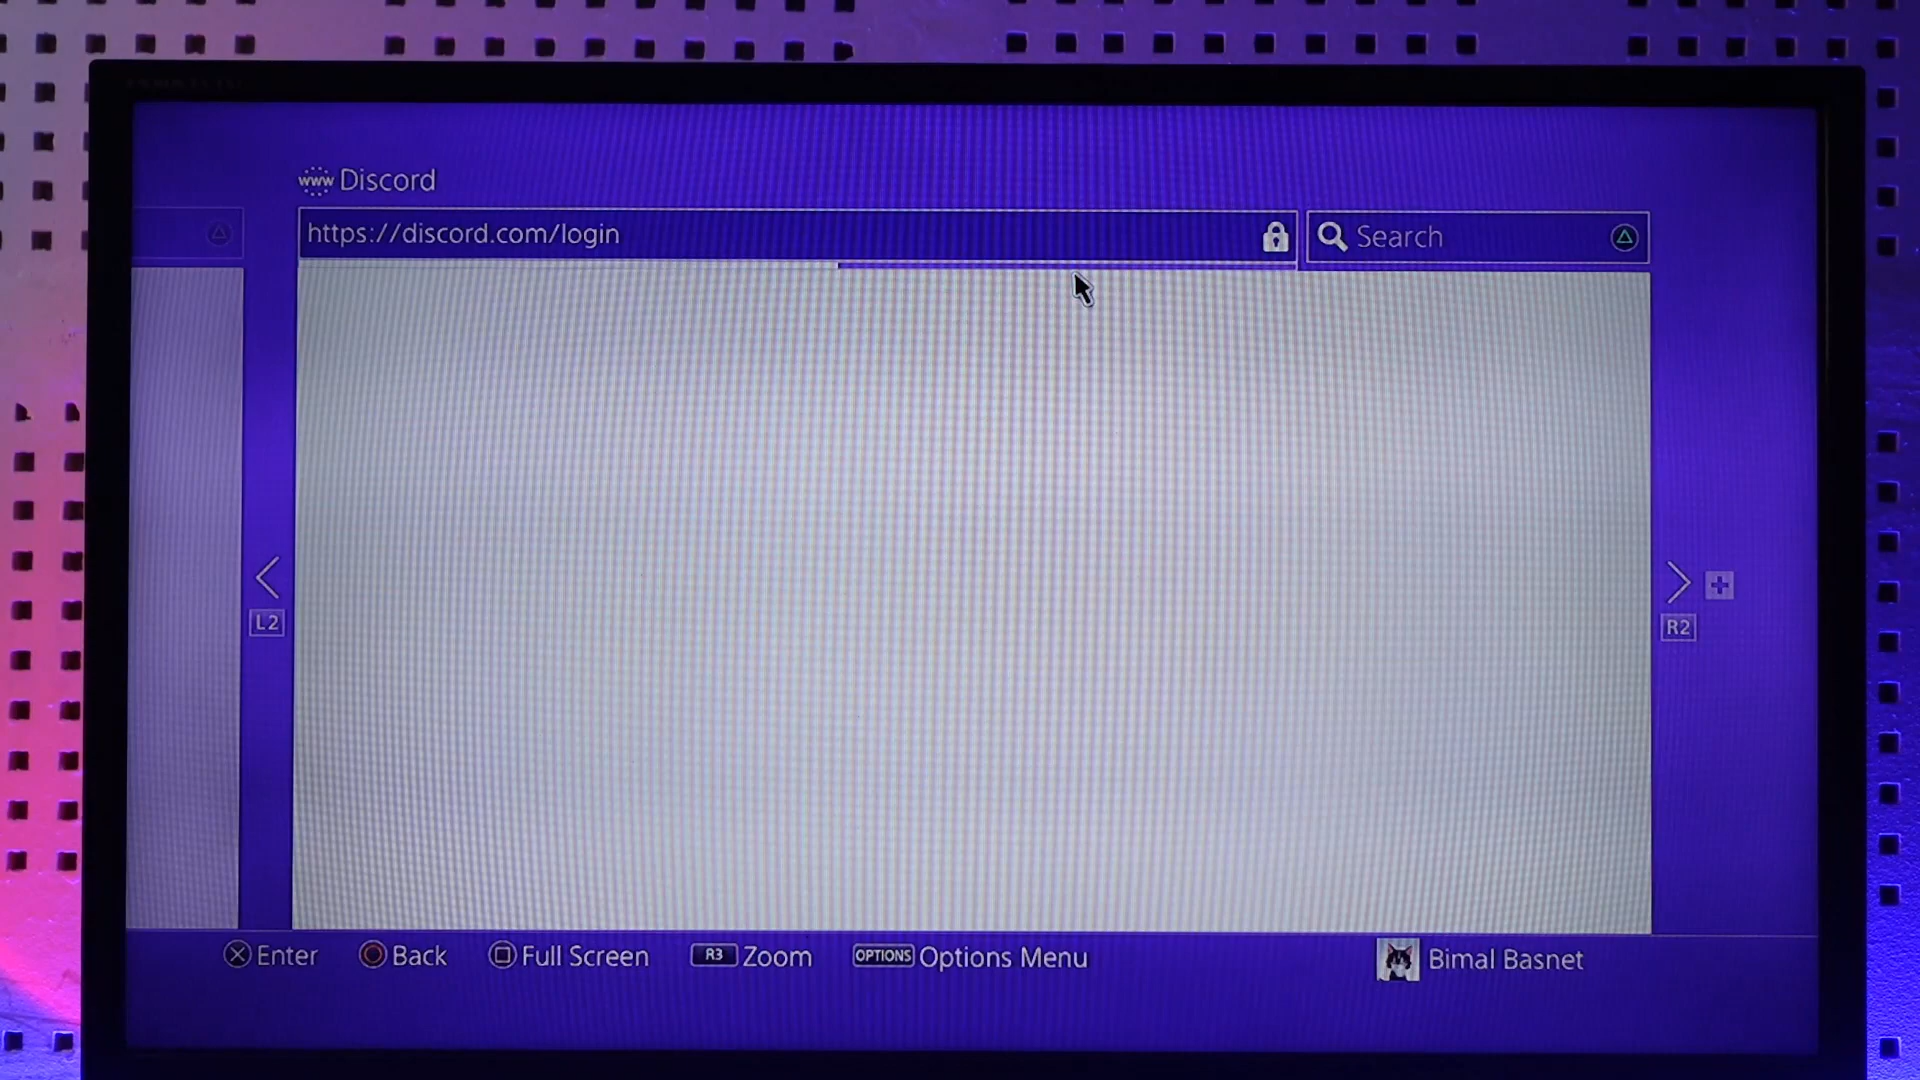 www Discord
https://discord.com/login
Search
L2
R2
Enter Back Full Screen R3 Zoom OPTIONS Options Menu Bimal Basnet